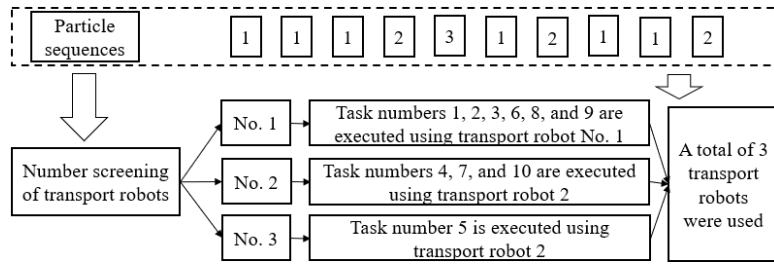 Particle
sequences
1 1 1 2 3 1 2 1 1 2
Number screening
of transport robots
No. 1
Task numbers 1, 2, 3, 6, 8, and 9 are
executed using transport robot No. 1
No. 2
Task numbers 4, 7, and 10 are executed
using transport robot 2
No. 3
Task number 5 is executed using
transport robot 2
A total of 3
transport
robots
were used